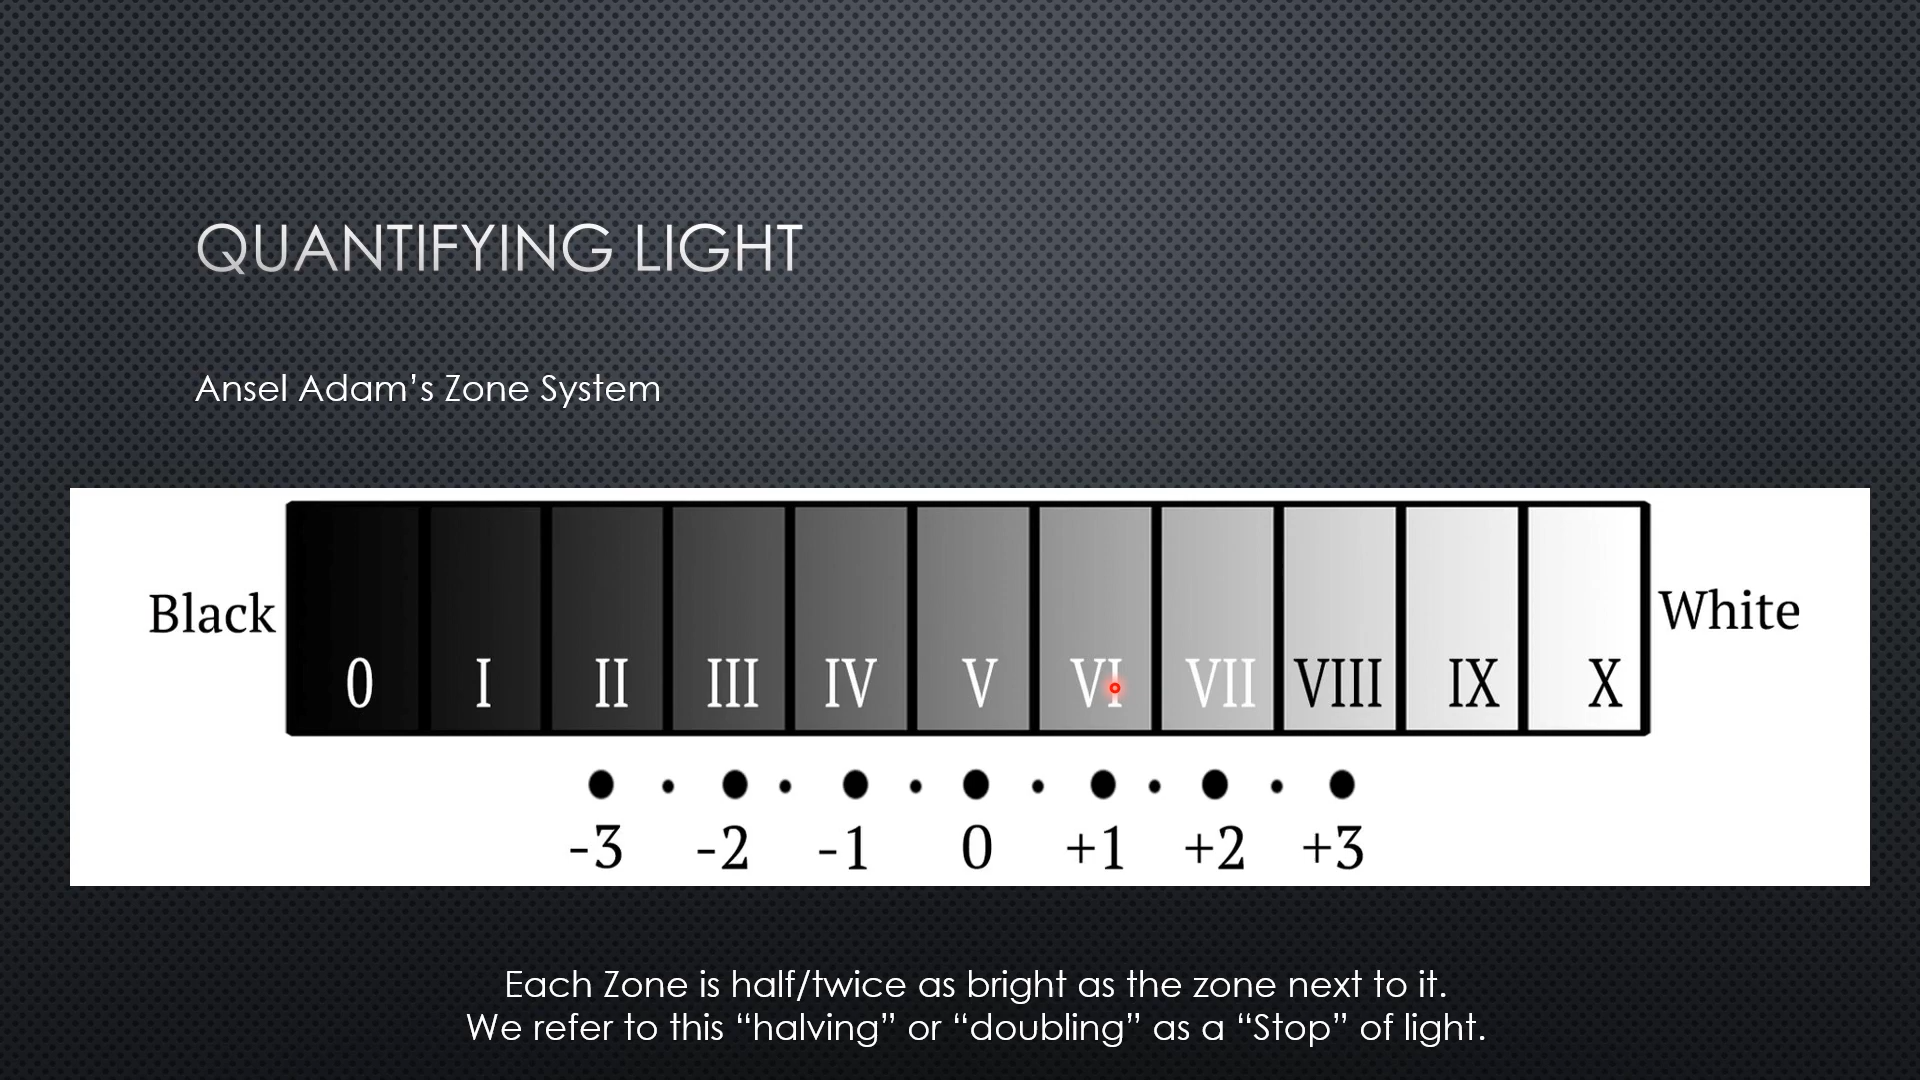 QUANTIFYING LIGHT
Ansel Adam’s Zone System
Black 0 I II III IV V VI VII VIII IX X White
-3 -2 -1 0 +1 +2 +3
Each Zone is half/twice as bright as the zone next to it.
We refer to this “halving” or “doubling” as a “Stop” of light.